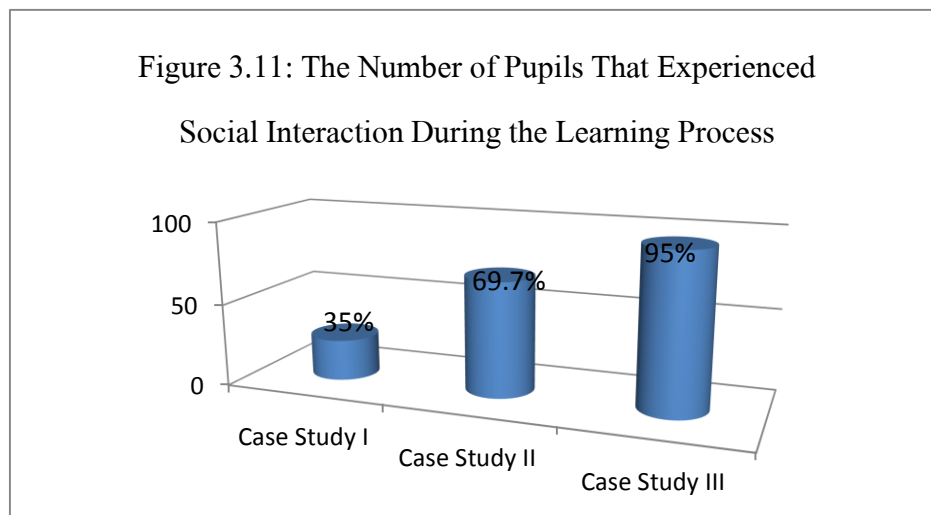 Figure 3.11: The Number of Pupils That Experienced
Social Interaction During the Learning Process
100
50
0
35%
69.7%
95%
Case Study I
Case Study II
Case Study III